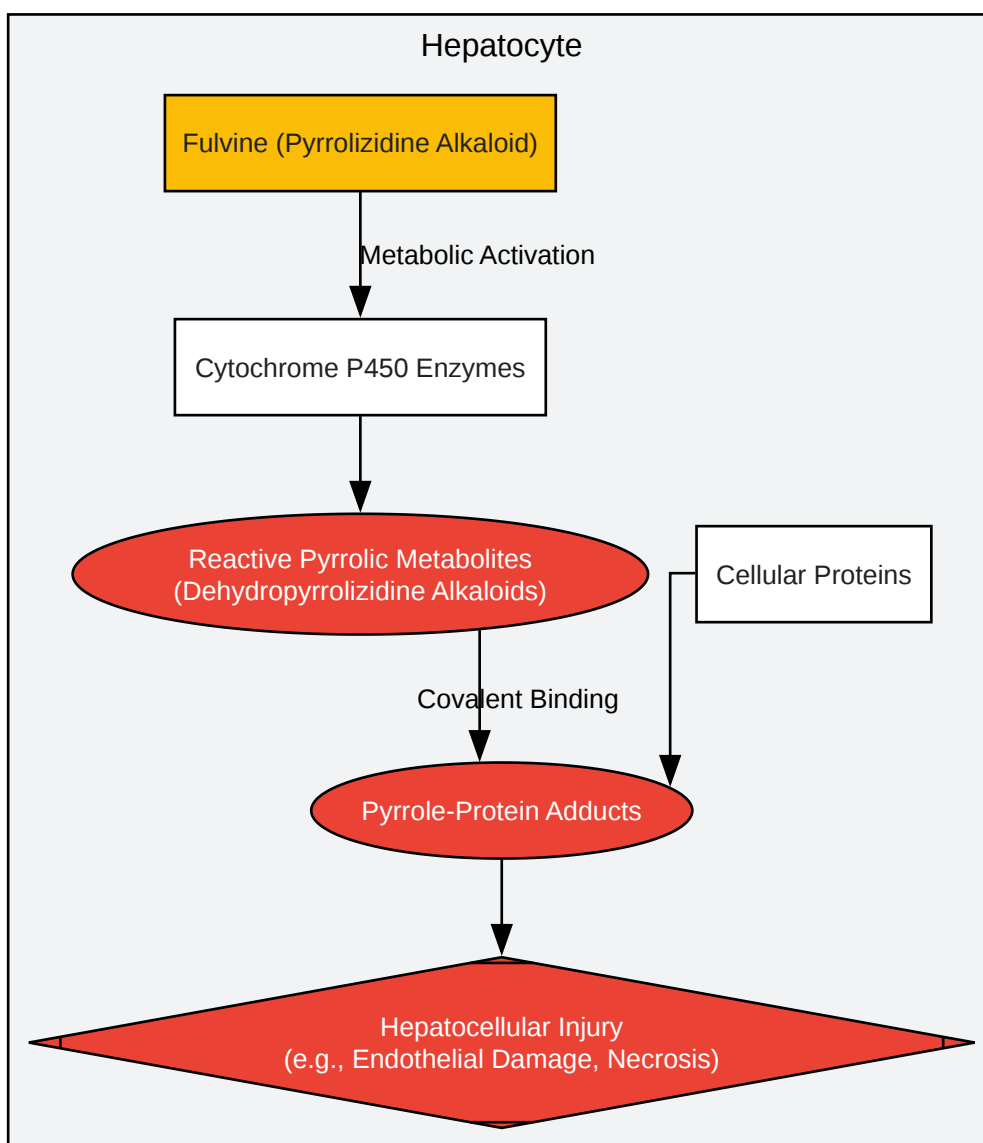 Hepatocyte
Fulvine (Pyrrolizidine Alkaloid)
Metabolic Activation
Cytochrome P450 Enzymes
Reactive Pyrrolic Metabolites
(Dehydropyrrolizidine Alkaloids)
Cellular Proteins
Covalent Binding
Pyrrole-Protein Adducts
Hepatocellular Injury
(e.g., Endothelial Damage, Necrosis)